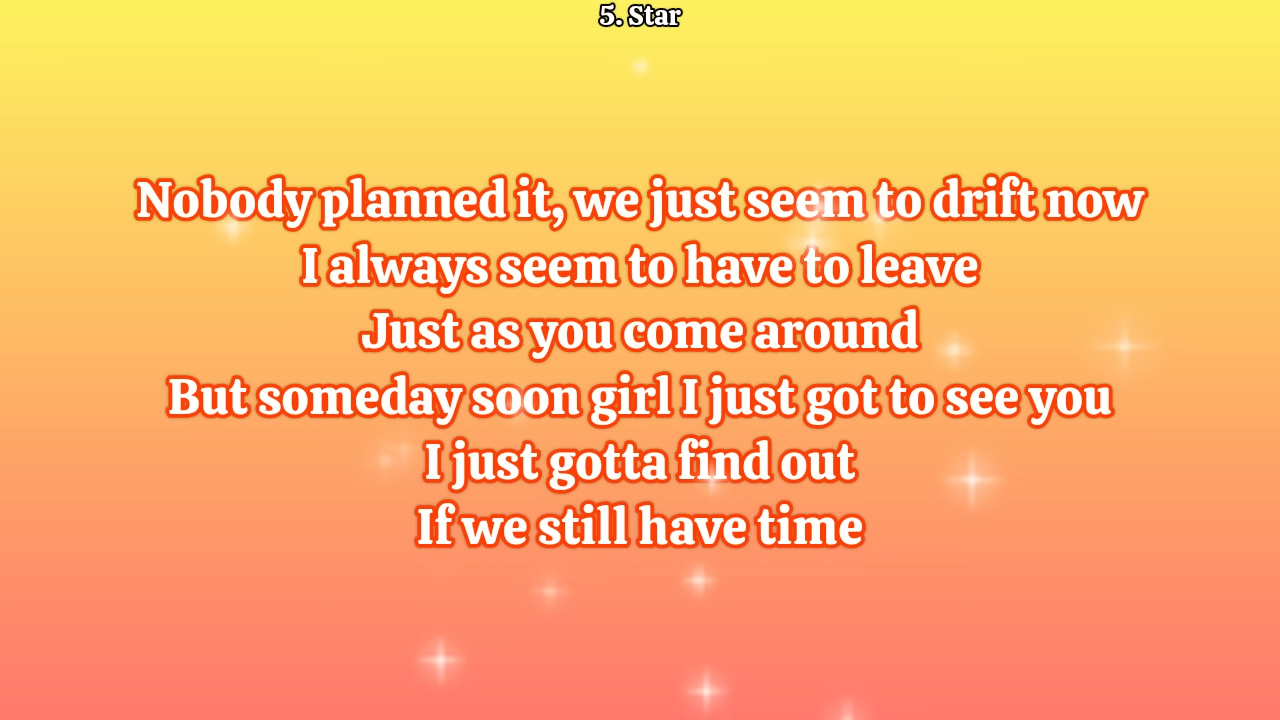 5. Star
Nobody planned it, we just seem to drift now
I always seem to have to leave
Just as you come around
But someday soon girl I just got to see you
I just gotta find out
If we still have time